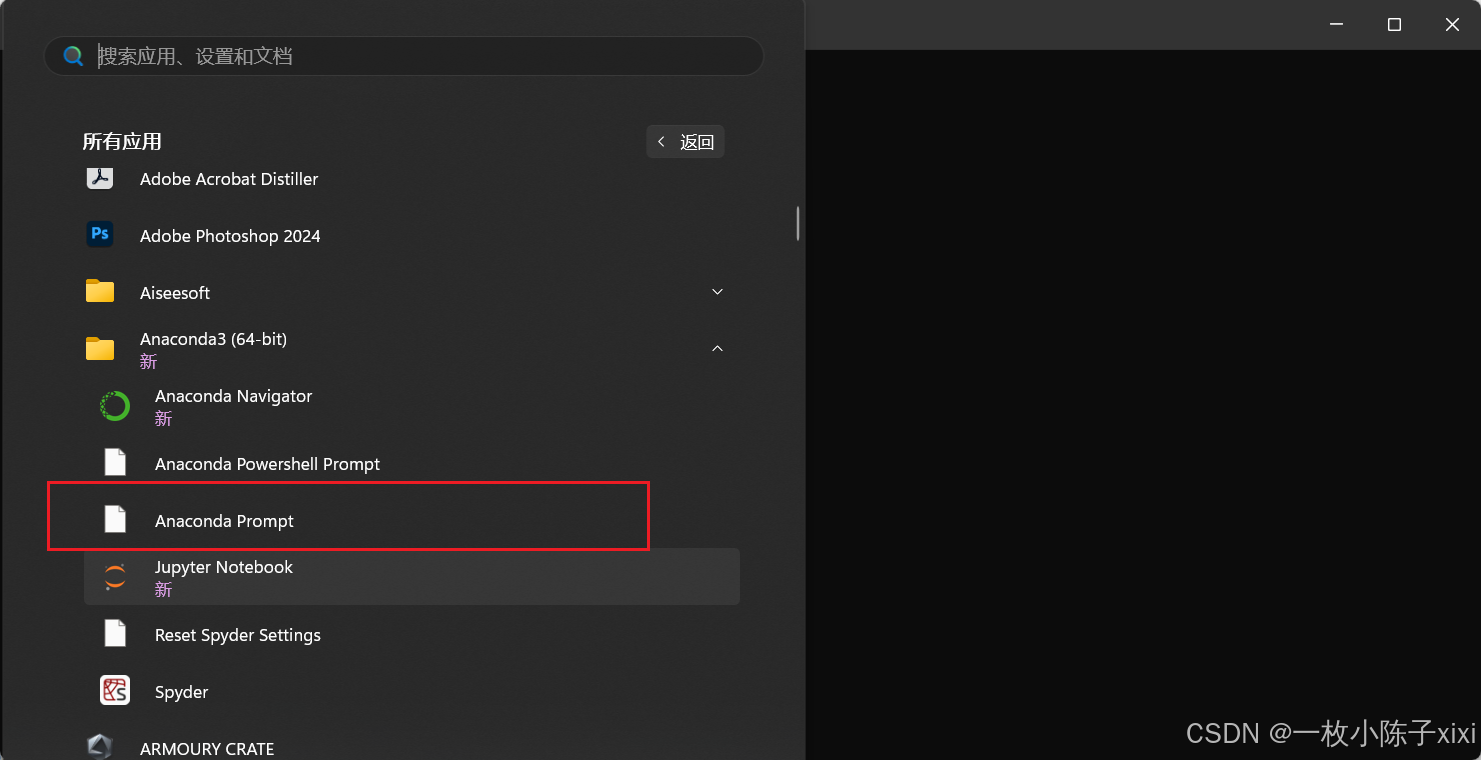 搜索应用、设置和文档
所有应用
返回
Adobe Acrobat Distiller
Ps
Adobe Photoshop 2024
Aiseesoft
Anaconda3 (64-bit)
新
Anaconda Navigator
新
Anaconda Powershell Prompt
Anaconda Prompt
Jupyter Notebook
新
Reset Spyder Settings
Spyder
ARMOURY CRATE
CSDN @一枚小陈子xixi